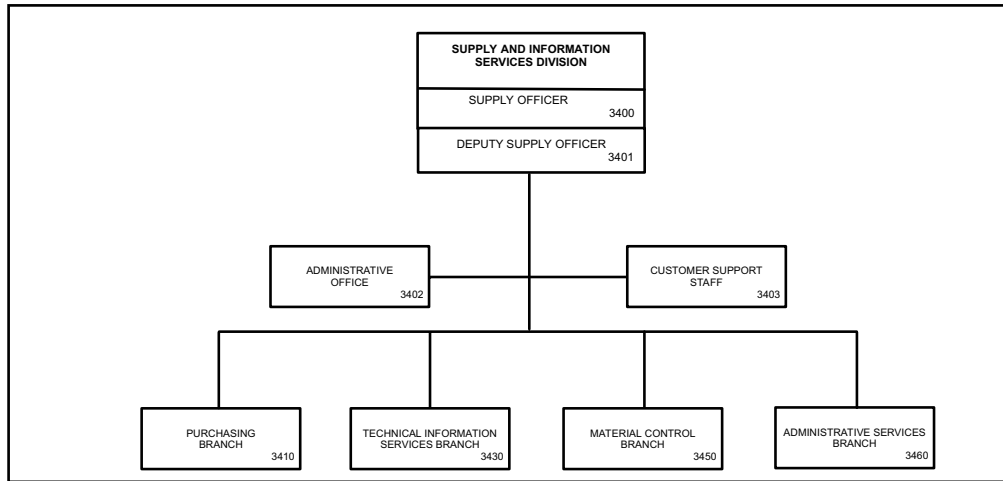 SUPPLY AND INFORMATION
SERVICES DIVISION
SUPPLY OFFICER
3400
DEPUTY SUPPLY OFFICER
3401
ADMINISTRATIVE
OFFICE
3402
CUSTOMER SUPPORT
STAFF
3403
PURCHASING
BRANCH
3410
TECHNICAL INFORMATION
SERVICES BRANCH
3430
MATERIAL CONTROL
BRANCH
3450
ADMINISTRATIVE SERVICES
BRANCH
3460